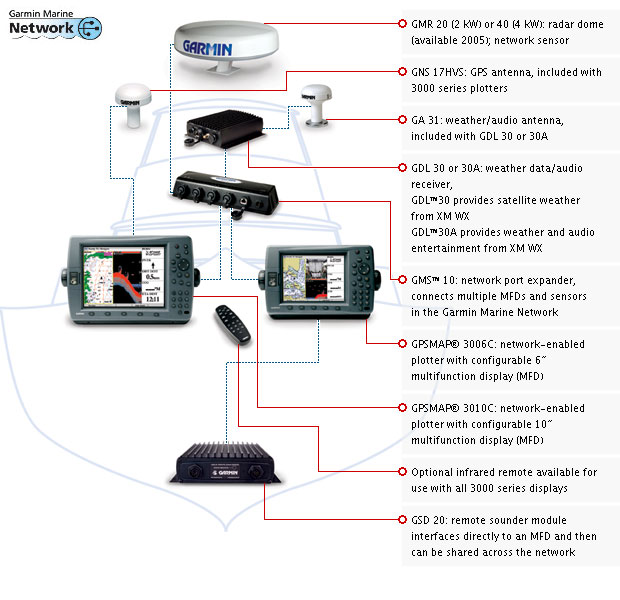 Garmin Marine
Network
GARMIN
GARMIN
GARMIN
GMR 20 (2 kW) or 40 (4 kW): radar dome
(available 2005); network sensor
GNS 17HVS: GPS antenna, included with
3000 series plotters
GA 31: weather/audio antenna,
included with GDL 30 or 30A
GDL 30 or 30A: weather data/audio
receiver,
GDL™30 provides satellite weather
from XM WX
GDL™30A provides weather and audio
entertainment from XM WX
GMS™ 10: network port expander,
connects multiple MFDs and sensors
in the Garmin Marine Network
GPSMAP® 3006C: network-enabled
plotter with configurable 6˝
multifunction display (MFD)
GPSMAP® 3010C: network-enabled
plotter with configurable 10˝
multifunction display (MFD)
12:11
Optional infrared remote available for
use with all 3000 series displays
GARMIN
GSD 20: remote sounder module
interfaces directly to an MFD and then
can be shared across the network